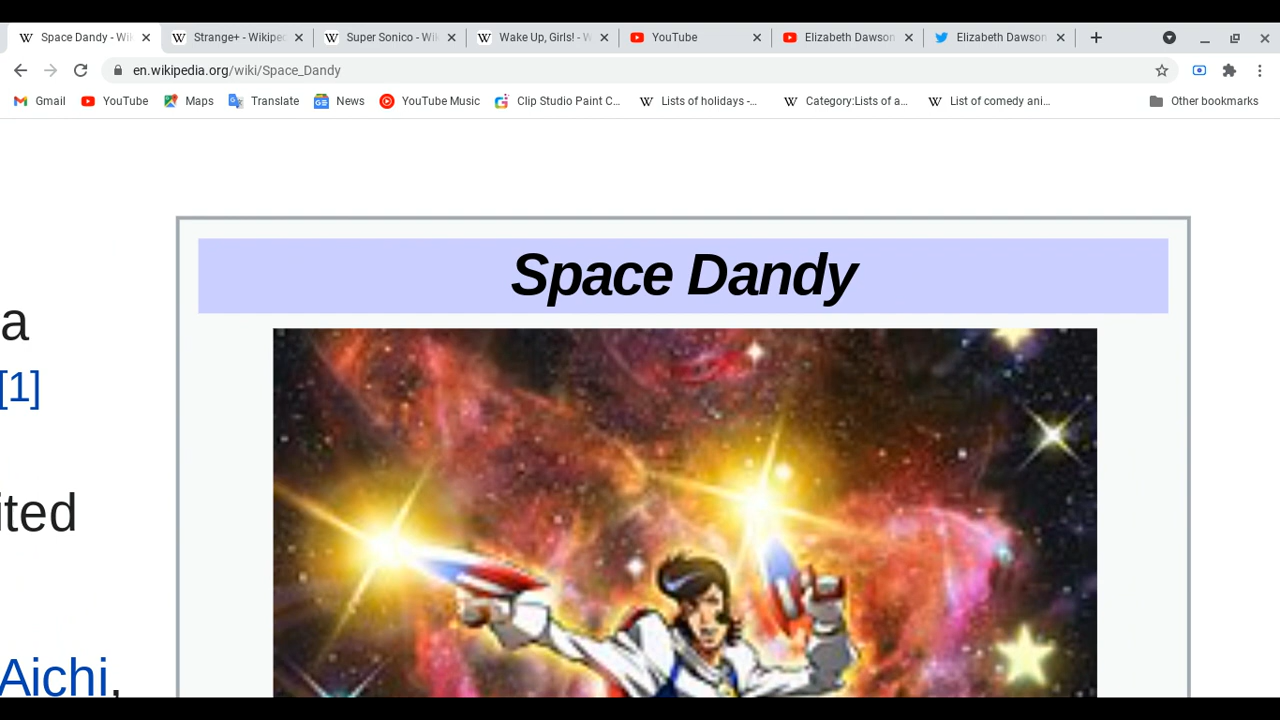 Space Dandy - Wik
Strange+ - Wikipe
Super Sonico - Wi
Wake Up, Girls! - W
YouTube
Elizabeth Dawson
Elizabeth Dawson
en.wikipedia.org/wiki/Space_Dandy
Gmail
YouTube
Maps
Translate
News
YouTube Music
Clip Studio Paint C...
Lists of holidays -...
Category:Lists of a...
List of comedy ani...
Other bookmarks
Space Dandy
a
[1]
ited
Aichi,